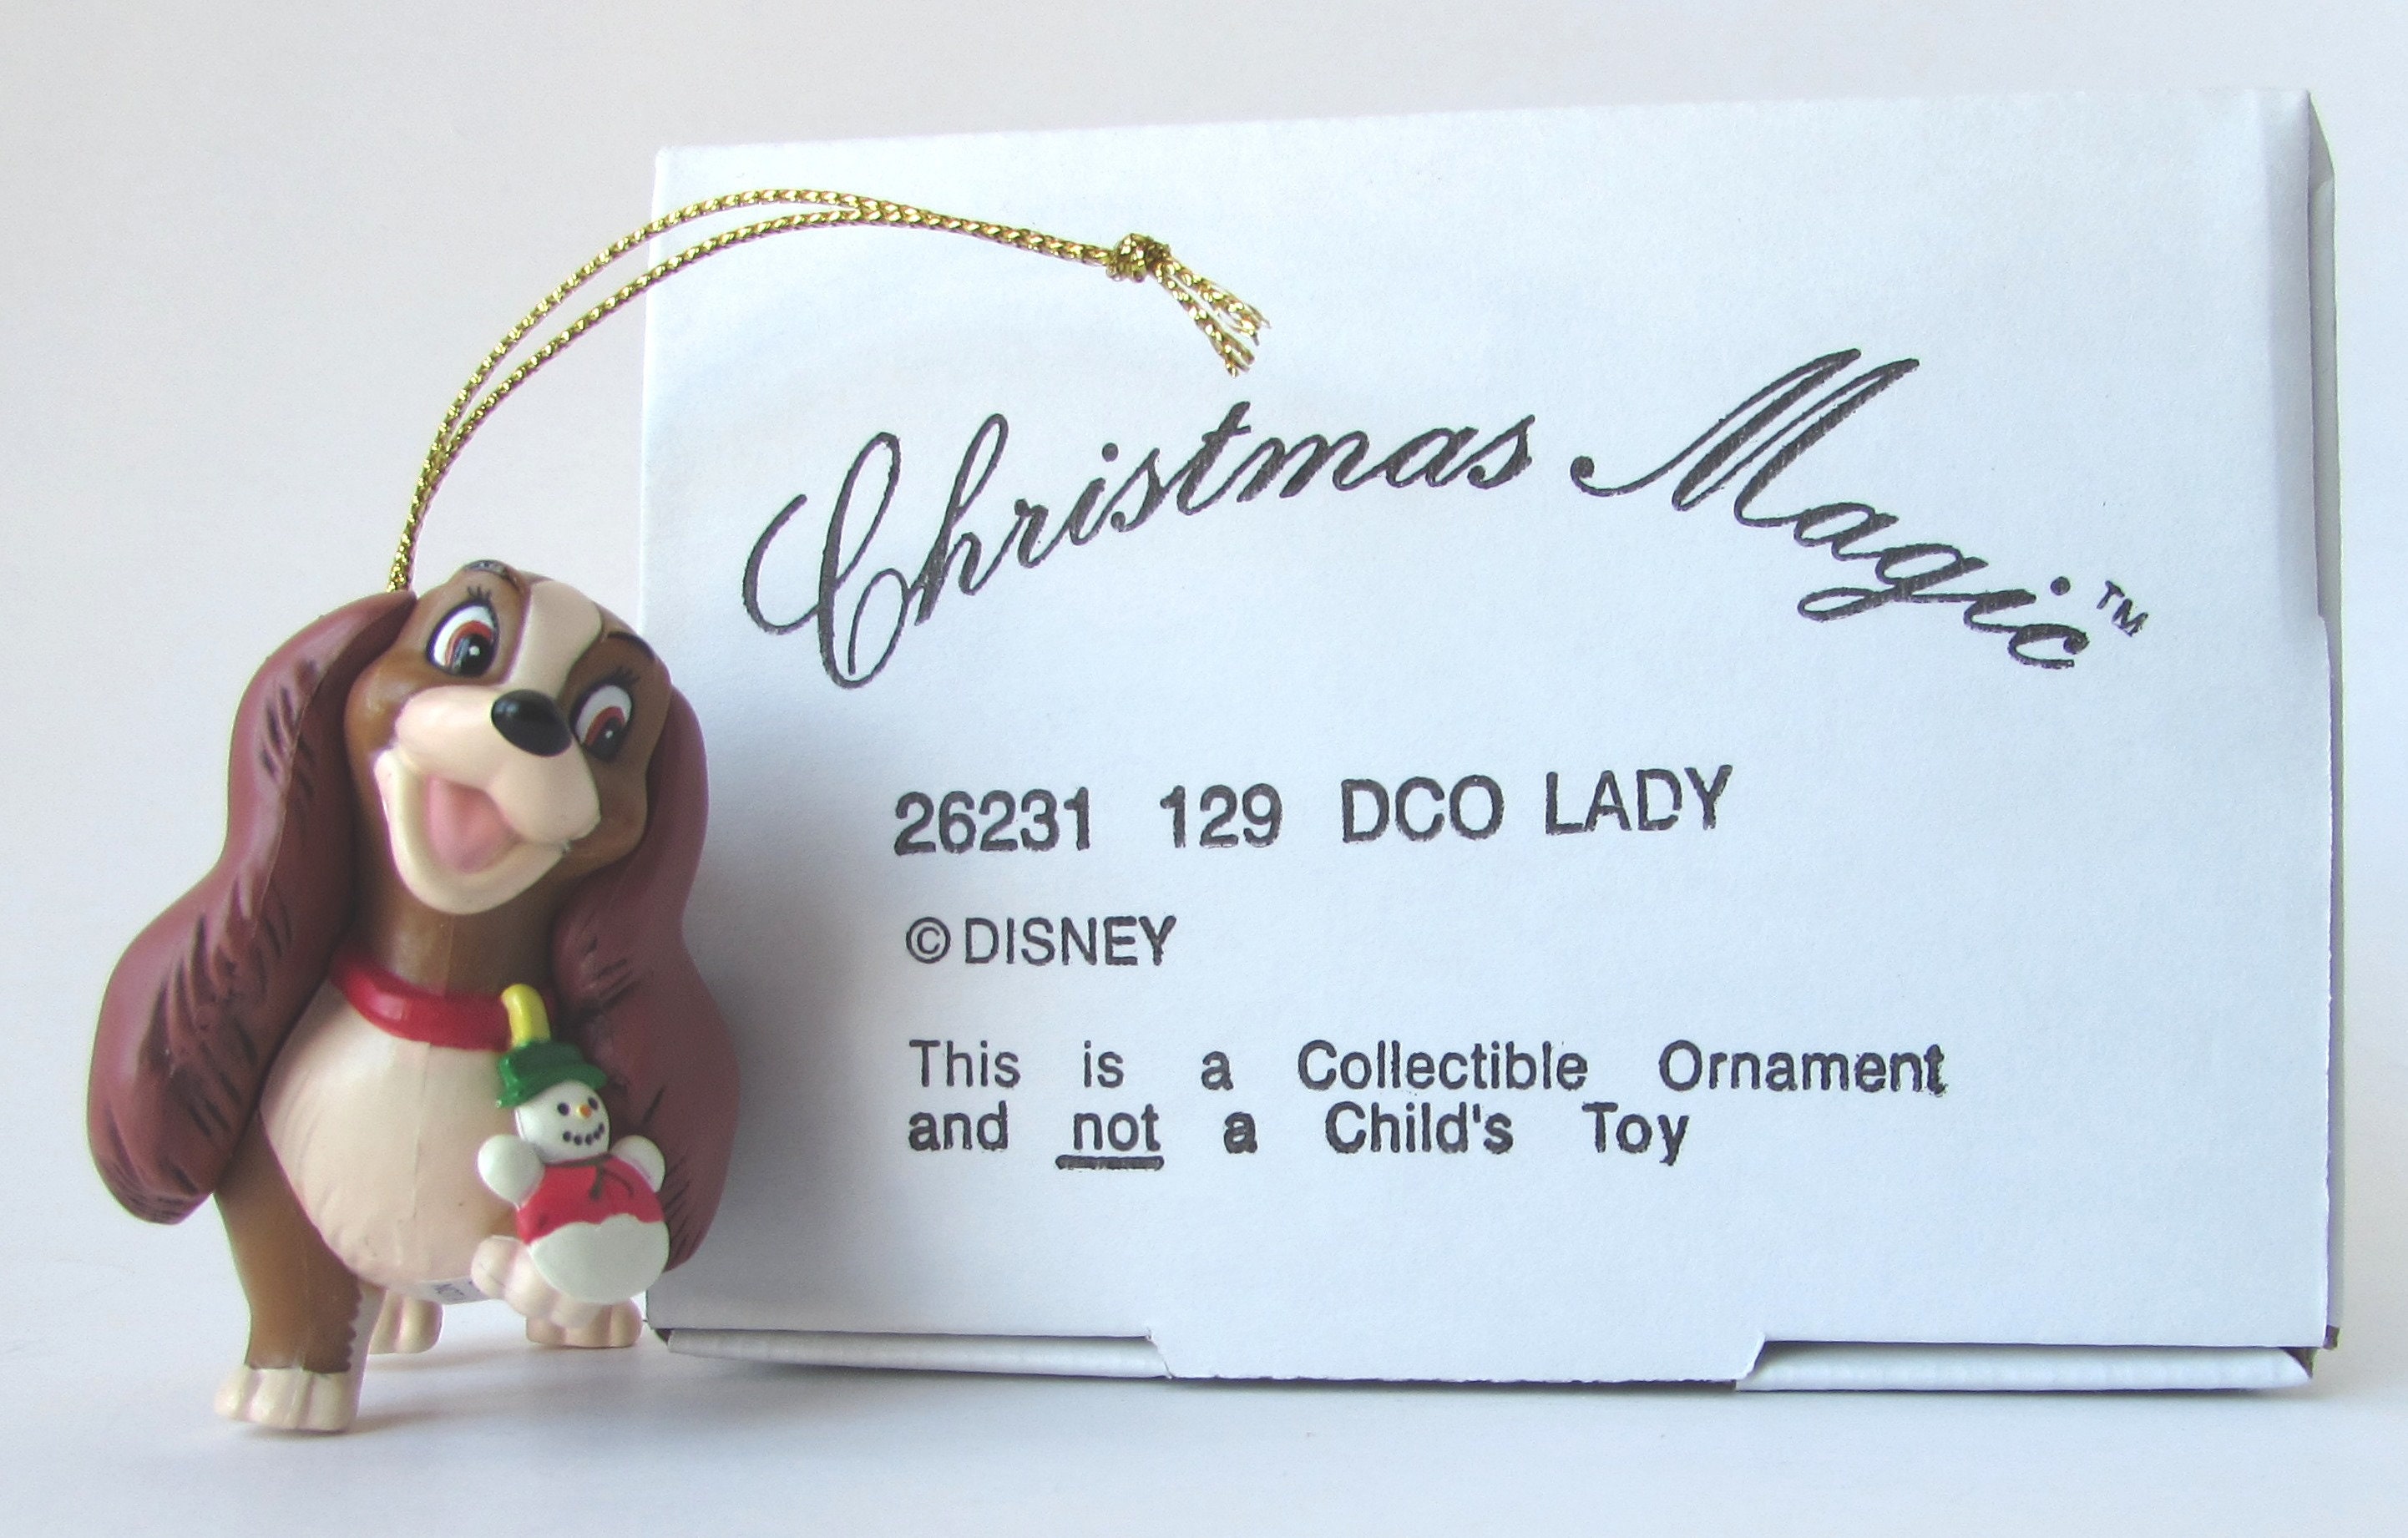 Christmas Magic™
26231 129 DCO LADY
© DISNEY
This is a Collectible Ornament
and not a Child's Toy